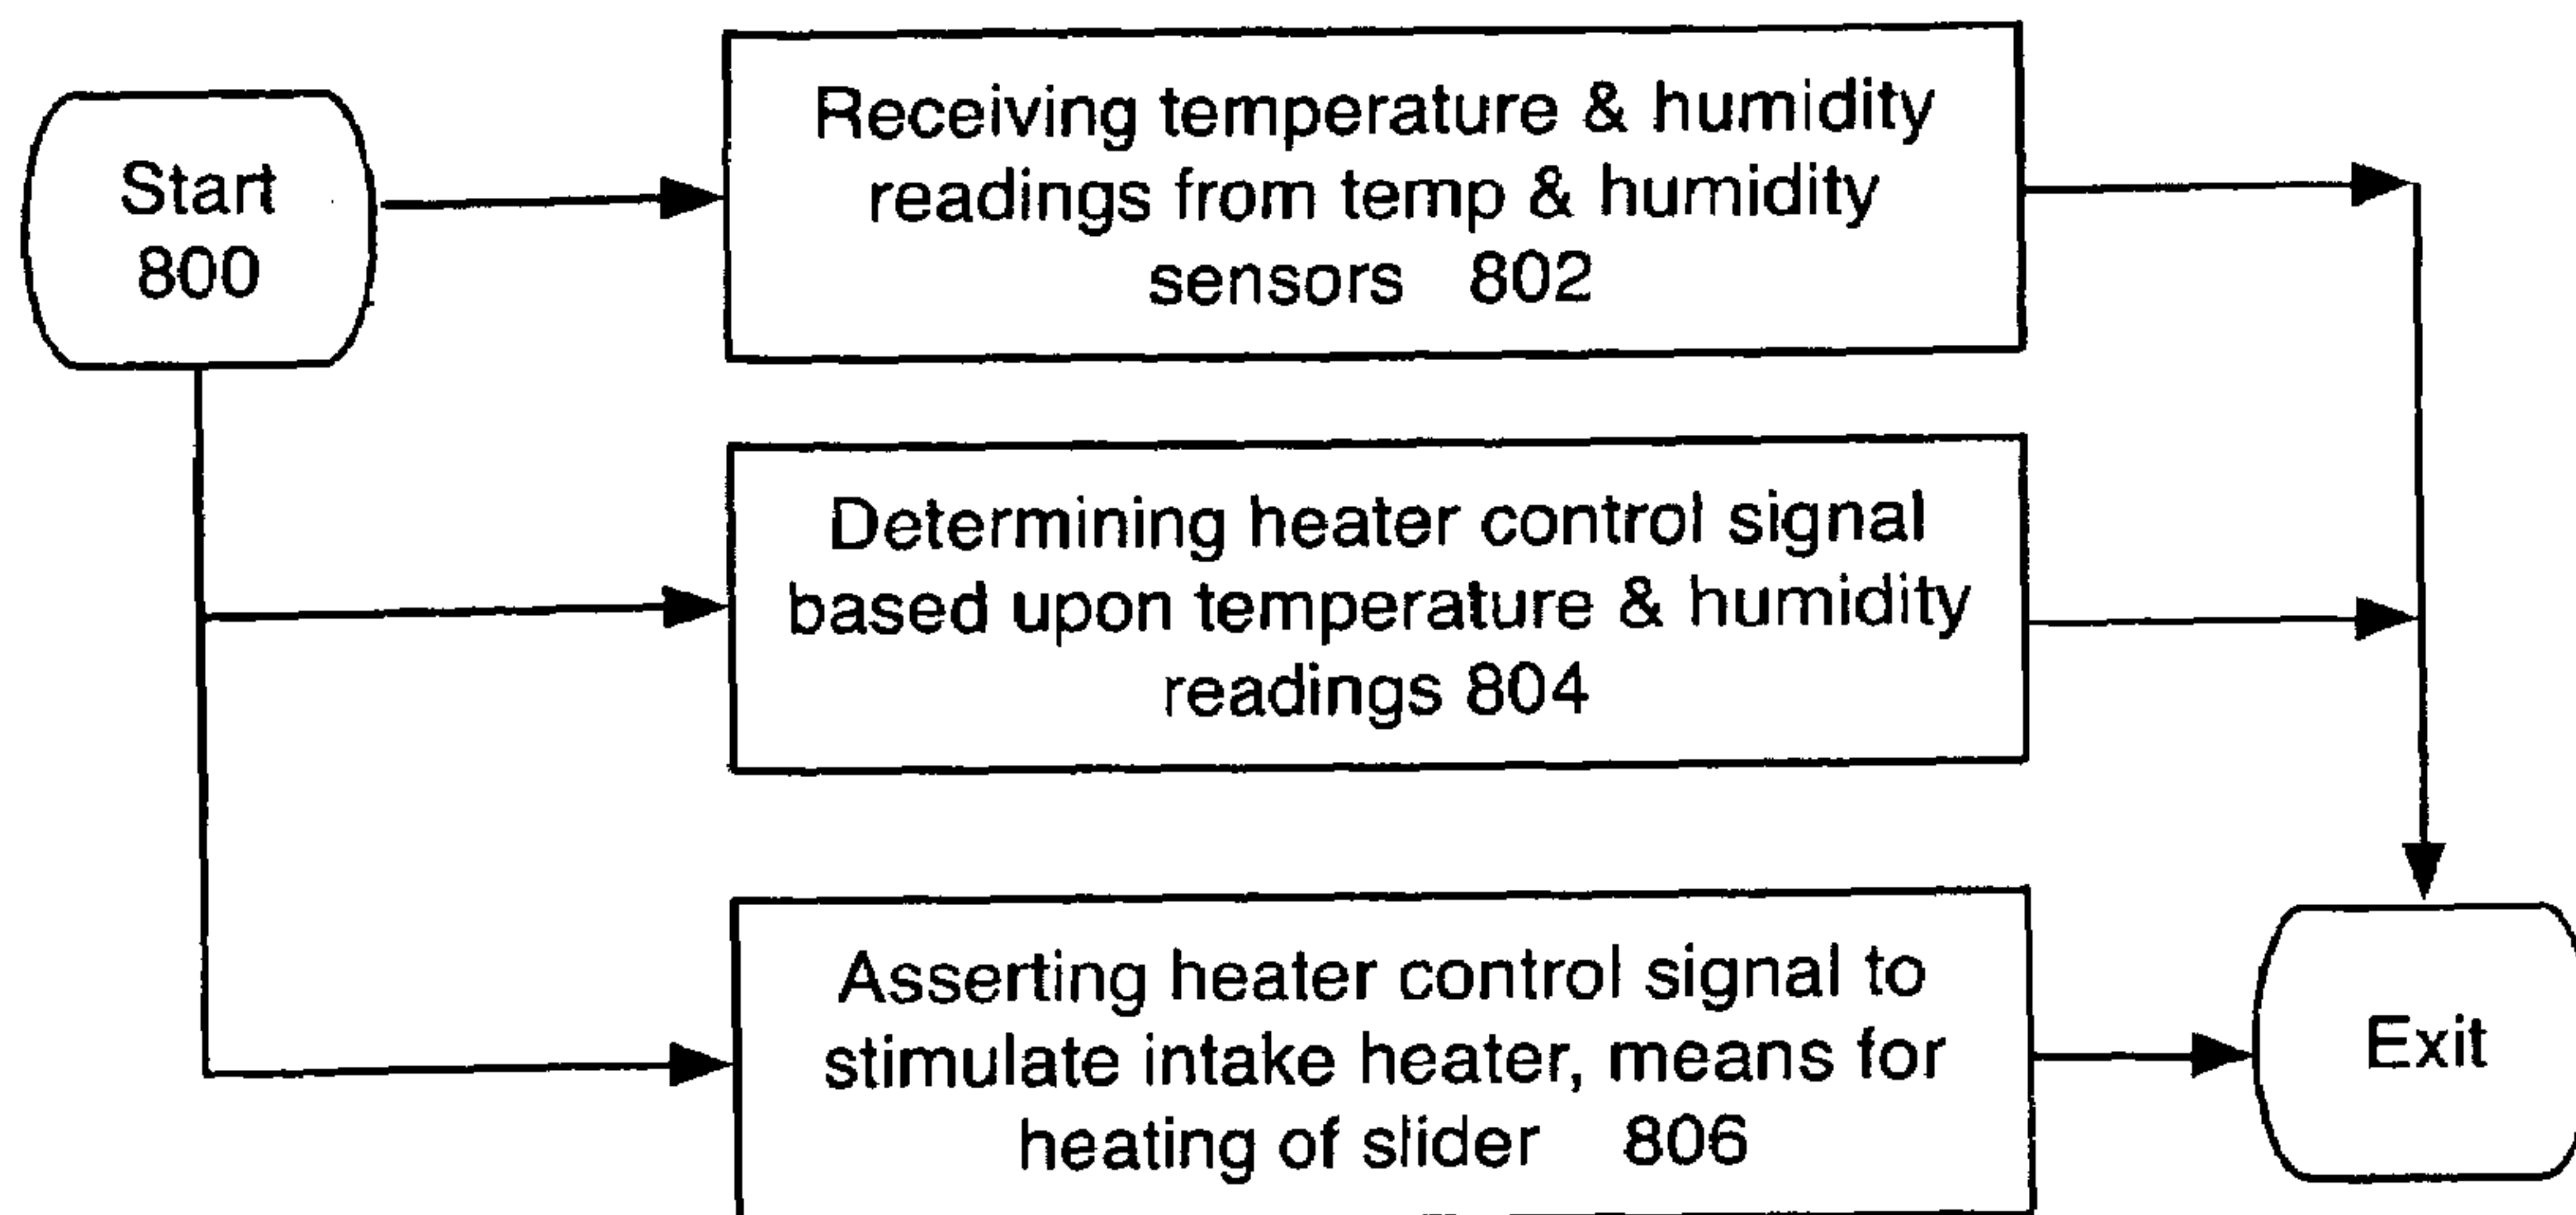 Start
800
Receiving temperature & humidity
readings from temp & humidity
sensors 802
Determining heater control signal
based upon temperature & humidity
readings 804
Asserting heater control signal to
stimulate intake heater, means for
heating of slider 806
Exit